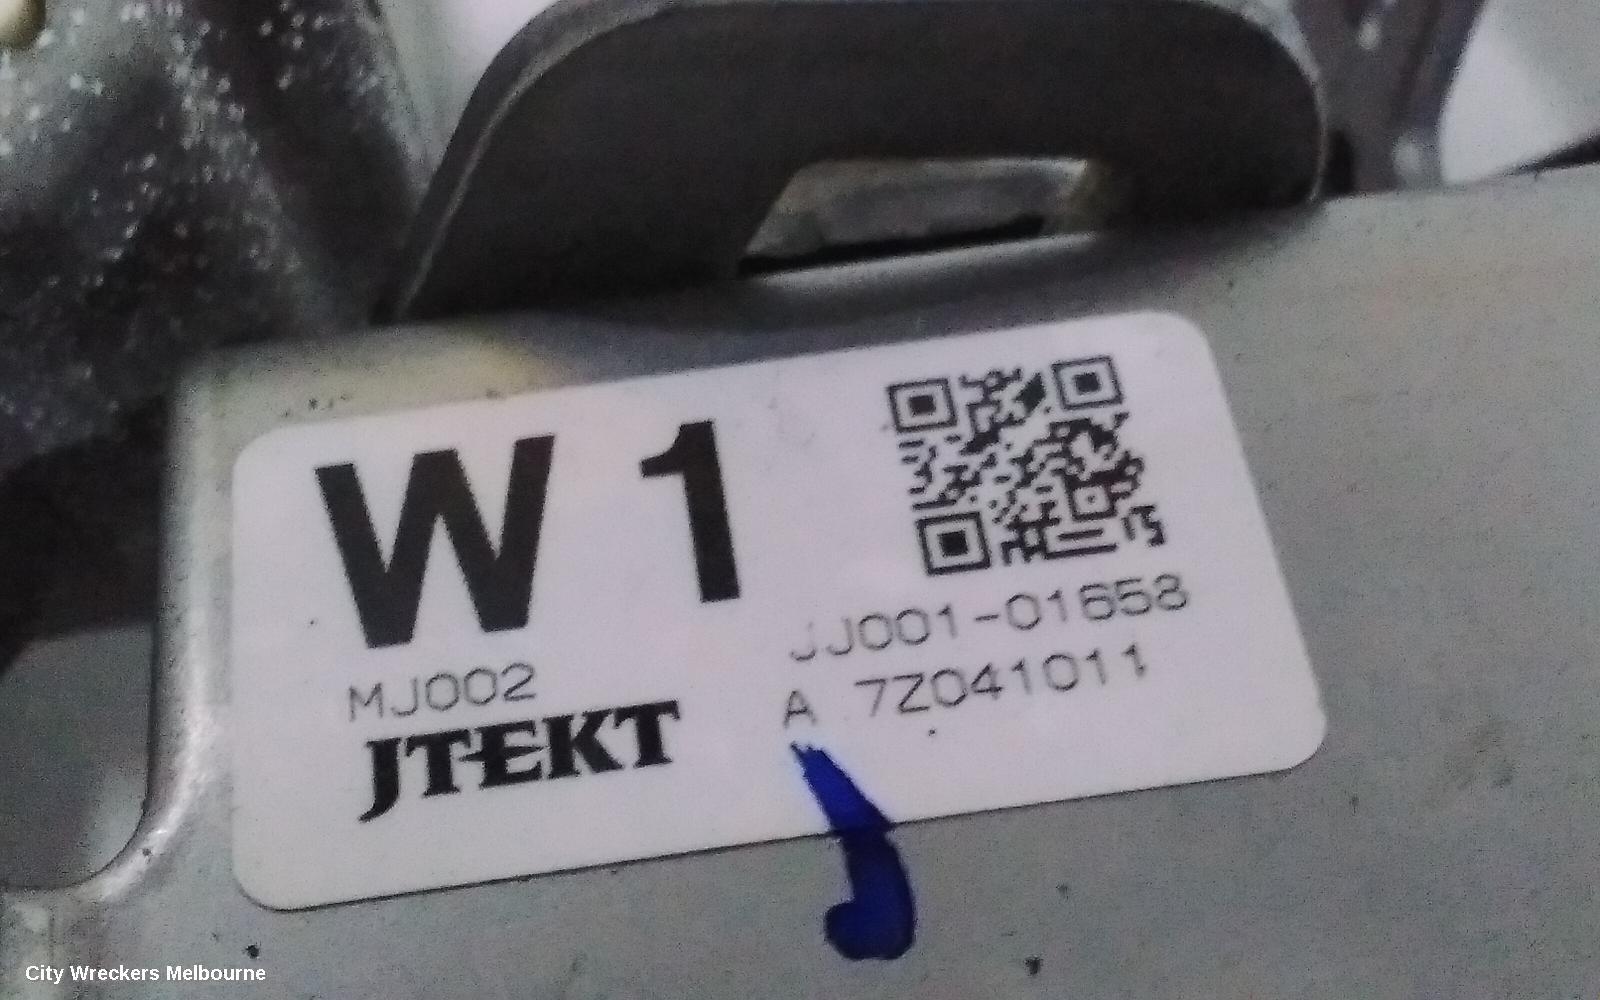 W 1
JJ001-01658
MJ002
A 7Z041011
JTEKT
City Wreckers Melbourne